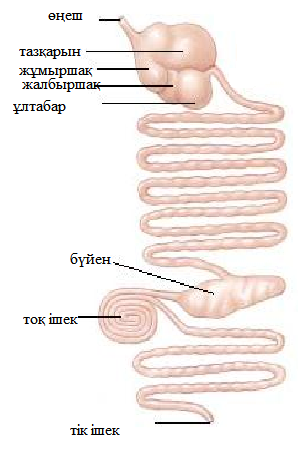 өңеш
тазқарын
жұмыршақ
жалбыршақ
ұлтабар
бүйен
тоқ ішек
тік ішек